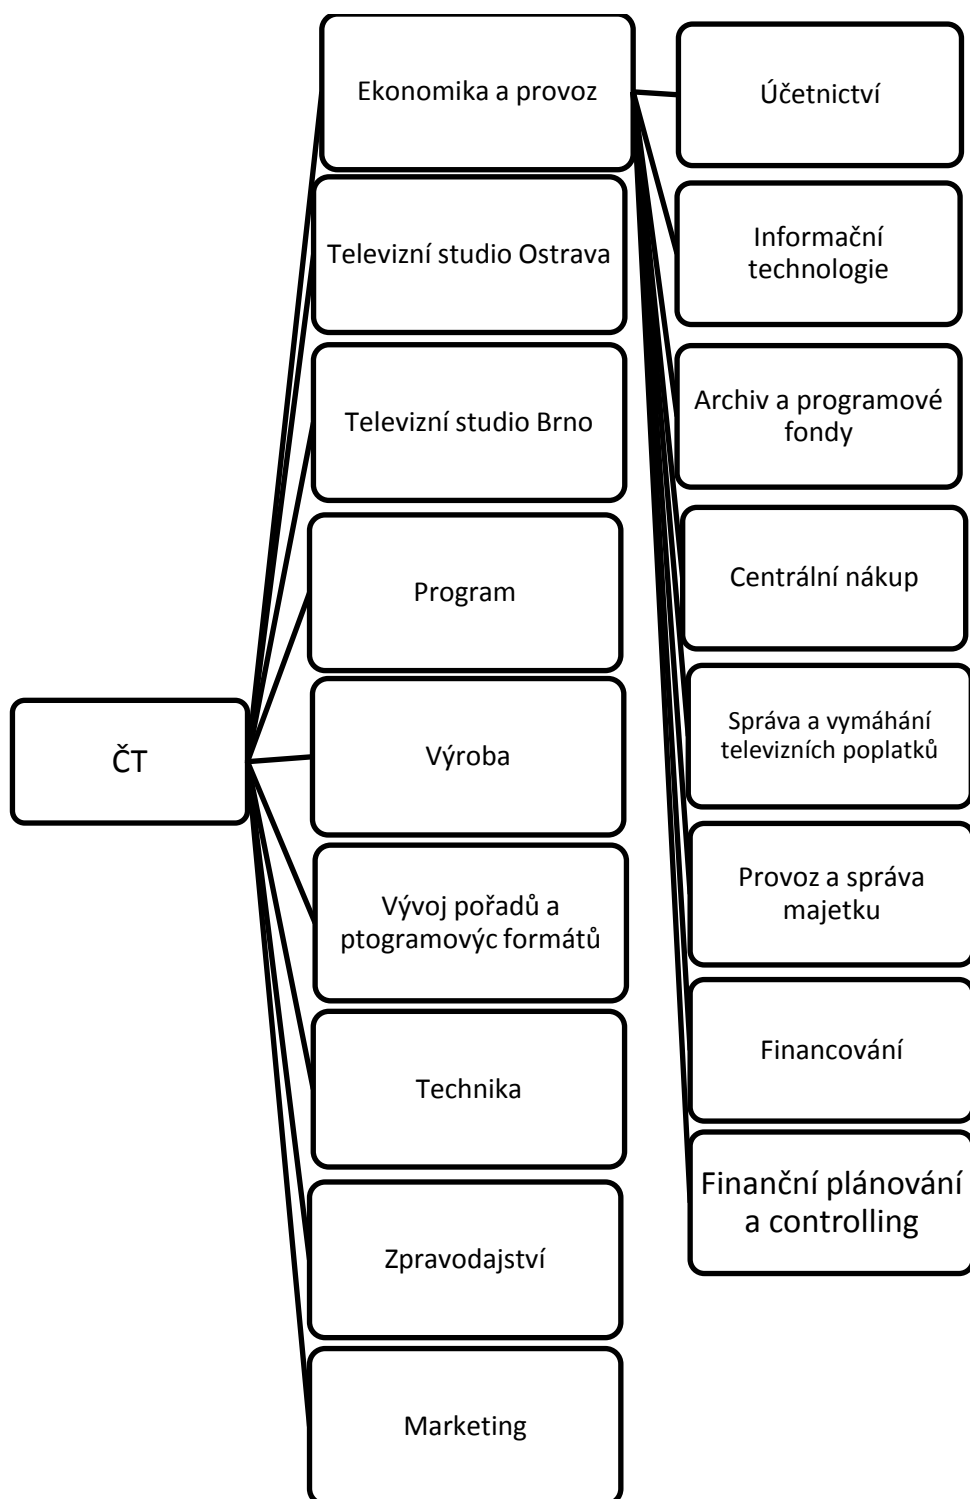 ČT
Ekonomika a provoz
Televizní studio Ostrava
Televizní studio Brno
Program
Výroba
Vývoj pořadů a
ptogramovýc formátů
Technika
Zpravodajství
Marketing
Účetnictví
Informační
technologie
Archiv a programové
fondy
Centrální nákup
Správa a vymáhání
televizních poplatků
Provoz a správa
majetku
Financování
Finanční plánování
a controlling